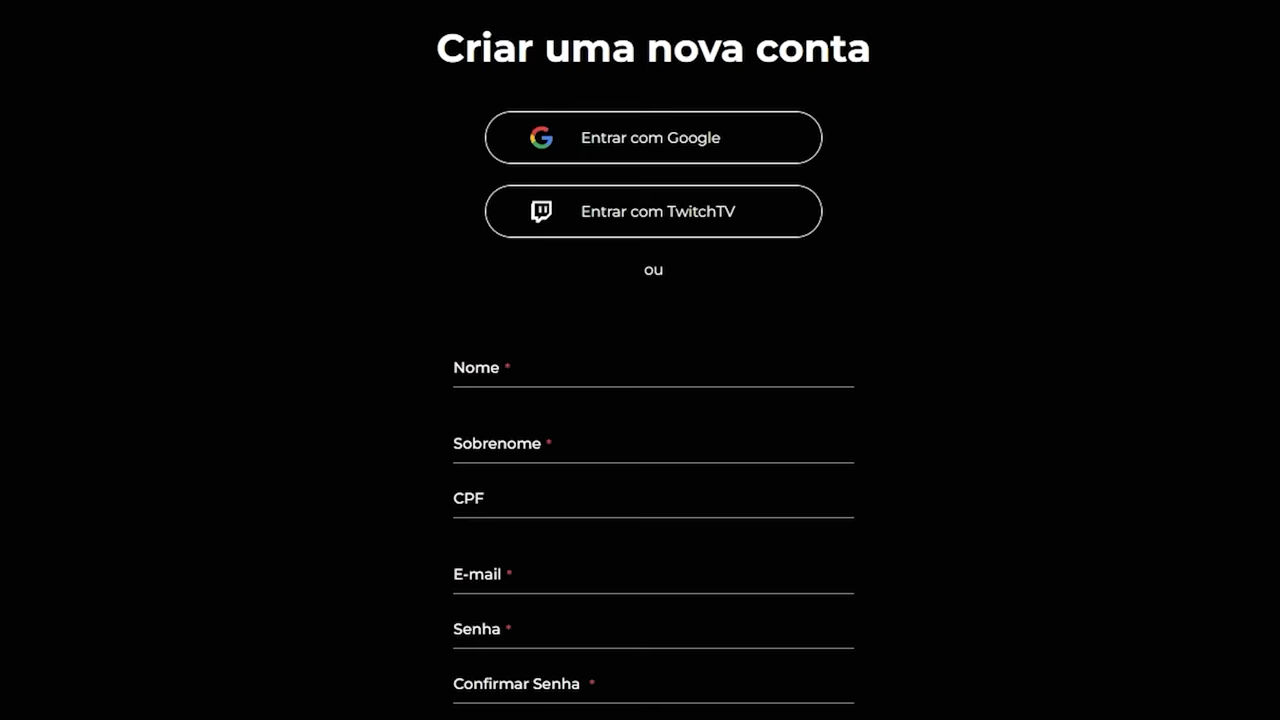 Criar uma nova conta
Entrar com Google
Entrar com TwitchTV
ou
Nome *
Sobrenome *
CPF
E-mail *
Senha *
Confirmar Senha *